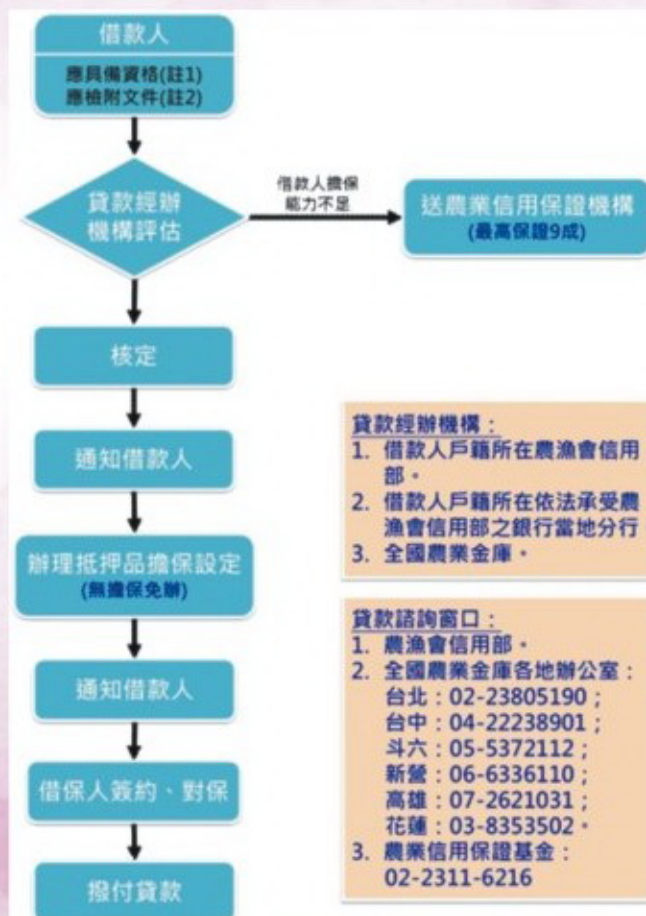 借款人
應具備資格(註1)
應檢附文件(註2)
貸款經辦
機構評估
借款人擔保
能力不足
送農業信用保證機構
(最高保證9成)
核定
通知借款人
辦理抵押品擔保設定
(無擔保免辦)
通知借款人
借保人簽約、對保
撥付貸款
貸款經辦機構：
1. 借款人戶籍所在農漁會信用
部。
2. 借款人戶籍所在依法承受農
漁會信用部之銀行當地分行
3. 全國農業金庫。
貸款諮詢窗口：
1. 農漁會信用部。
2. 全國農業金庫各地辦公室：
台北：02-23805190；
台中：04-22238901；
斗六：05-5372112；
新營：06-6336110；
高雄：07-2621031；
花蓮：03-8353502。
3. 農業信用保證基金：
02-2311-6216